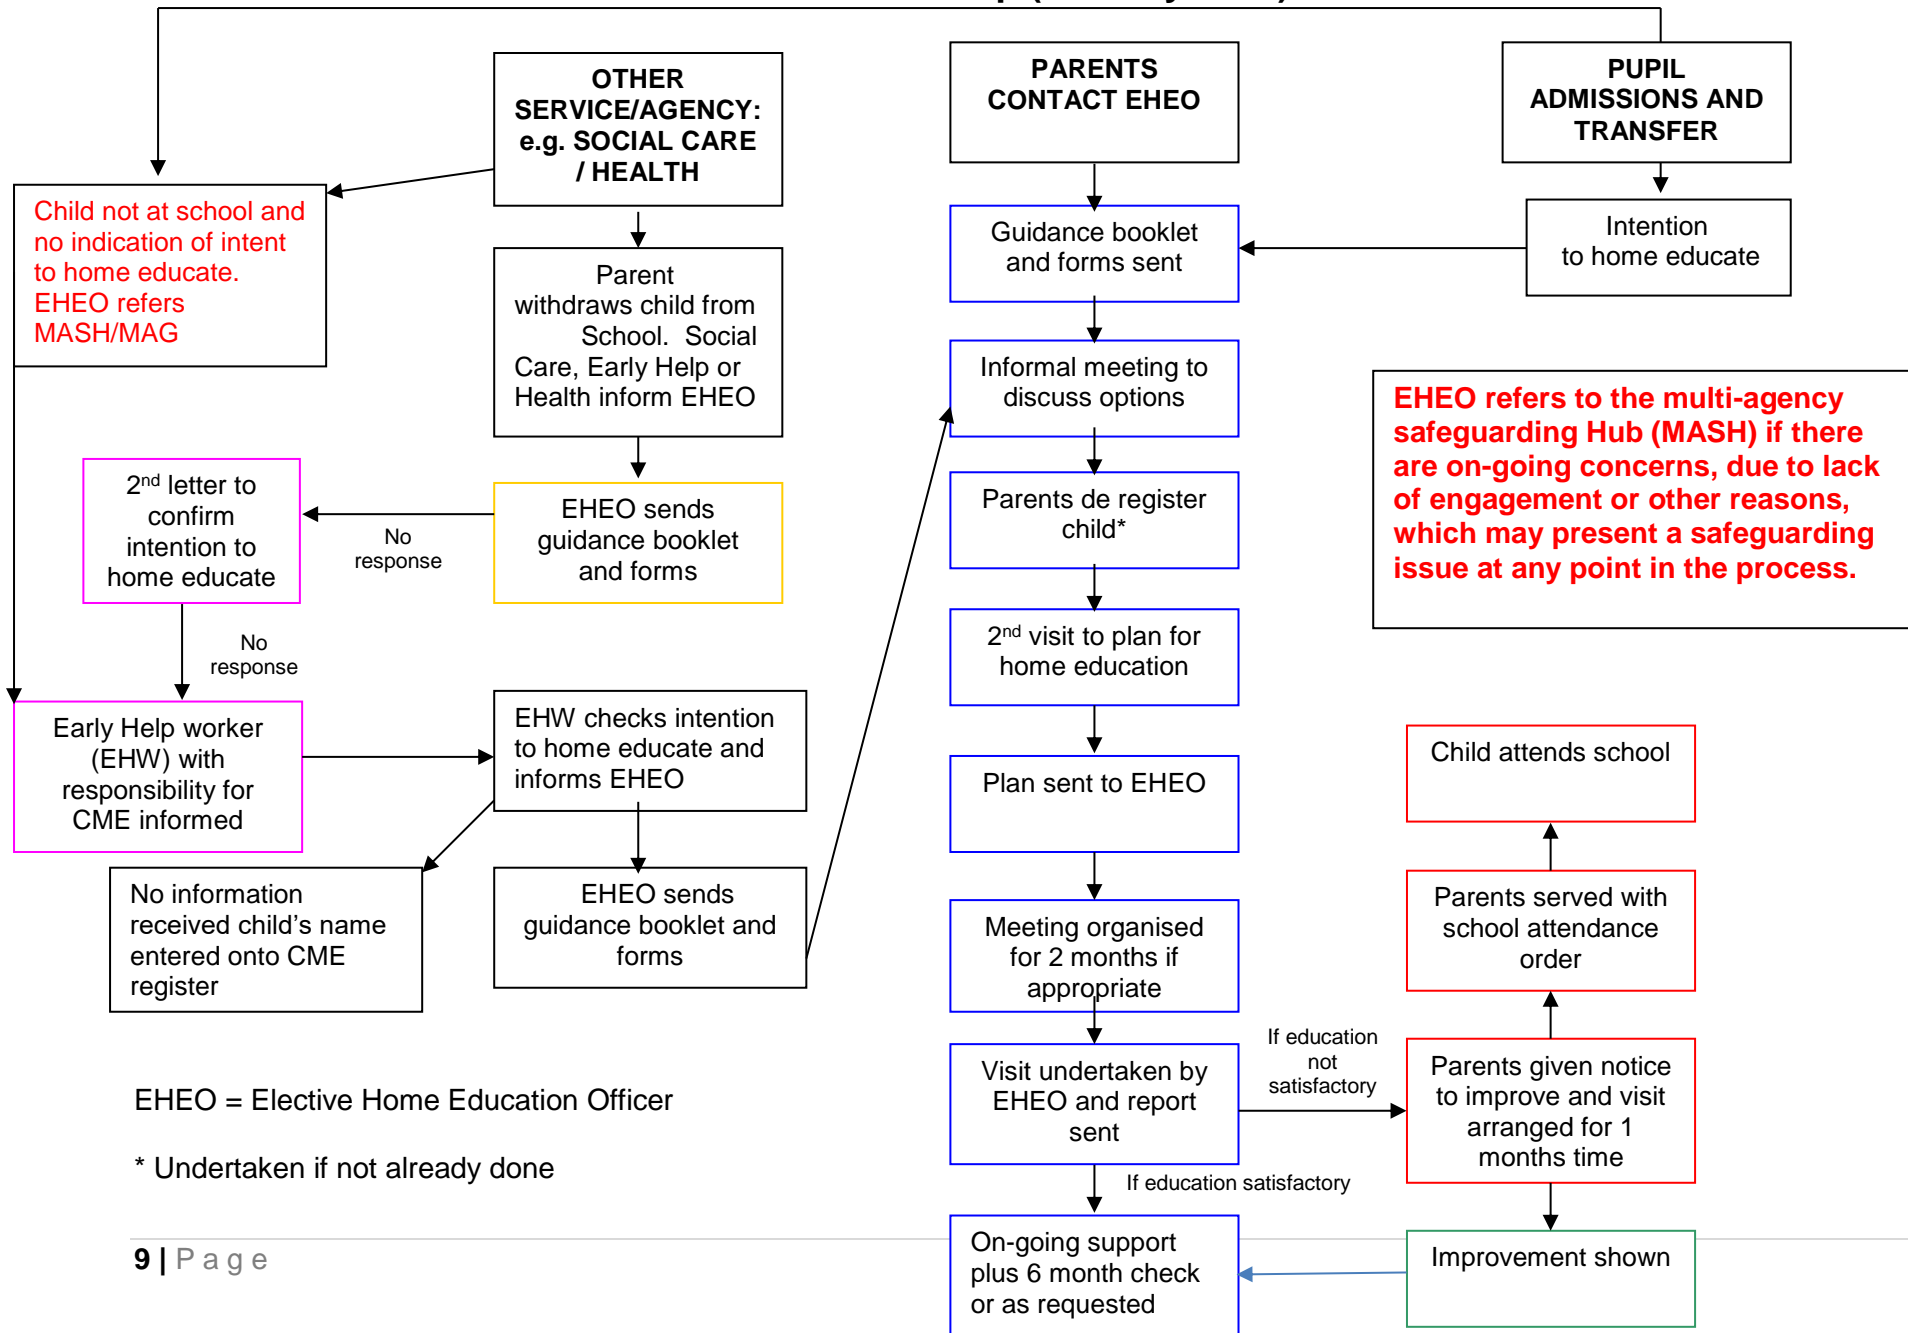 OTHER
SERVICE/AGENCY:
e.g. SOCIAL CARE
/ HEALTH
PARENTS
CONTACT EHEO
PUPIL
ADMISSIONS AND
TRANSFER
Child not at school and
no indication of intent
to home educate.
EHEO refers
MASH/MAG
Parent
withdraws child from
School. Social
Care, Early Help or
Health inform EHEO
Guidance booklet
and forms sent
Intention
to home educate
Informal meeting to
discuss options
EHEO refers to the multi-agency
safeguarding Hub (MASH) if there
are on-going concerns, due to lack
of engagement or other reasons,
which may present a safeguarding
issue at any point in the process.
2nd letter to
confirm
intention to
home educate
No
response
EHEO sends
guidance booklet
and forms
Parents de register
child*
No
response
2nd visit to plan for
home education
Early Help worker
(EHW) with
responsibility for
CME informed
EHW checks intention
to home educate and
informs EHEO
Plan sent to EHEO
Child attends school
No information
received child’s name
entered onto CME
register
EHEO sends
guidance booklet and
forms
Meeting organised
for 2 months if
appropriate
Parents served with
school attendance
order
Visit undertaken by
EHEO and report
sent
If education
not
satisfactory
Parents given notice
to improve and visit
arranged for 1
months time
EHEO = Elective Home Education Officer
* Undertaken if not already done
If education satisfactory
On-going support
plus 6 month check
or as requested
Improvement shown
9 | Page